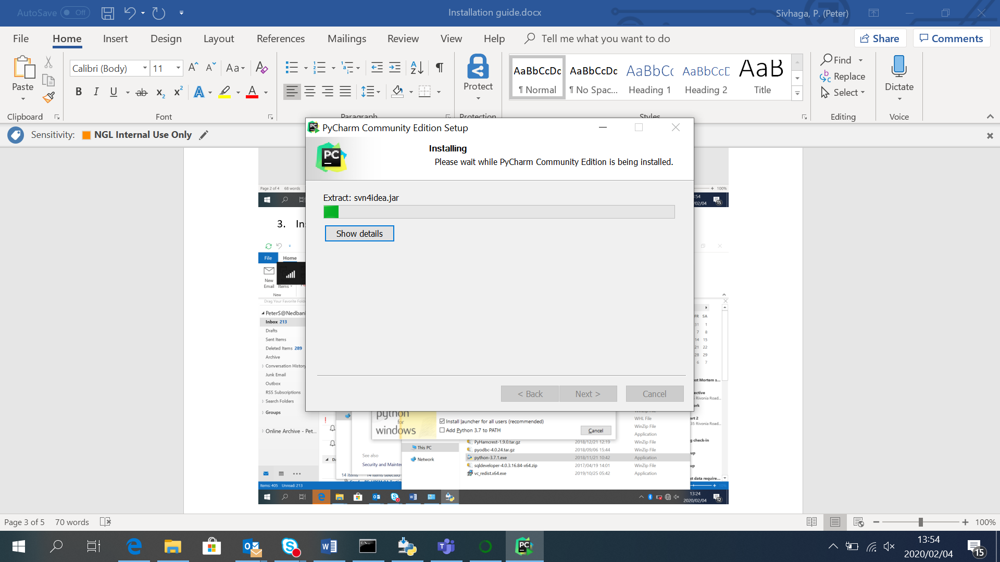 AutoSave Off
Installation guide.docx
Sivhaga, P. (Peter)
File Home Insert Design Layout References Mailings Review View Help Tell me what you want to do Share Comments
Calibri (Body) 11
Paste
Clipboard
Font
Paragraph
Protect
Protection
AaBbCcDc AaBbCcDc AaBbCc AaBbCcD AaB
¶ Normal ¶ No Spac... Heading 1 Heading 2 Title
Styles
Find
Replace
Select
Editing
Dictate
Voice
Sensitivity: NGL Internal Use Only
PyCharm Community Edition Setup
Installing
Please wait while PyCharm Community Edition is being installed.
Extract: svn4idea.jar
Show details
< Back Next > Cancel
Page 2 of 4 68 words
100%
:54
/02/04
15
3. Ins
File Home
New Email
Items
New
Drag Your Favorite Folde
PeterS@Nedban
Inbox 213
Drafts
Sent Items
Deleted Items 289
Archive
Conversation History
Junk Email
Outbox
RSS Subscriptions
Search Folders
Groups
Online Archive - Pet...
FR SA
31 1
7 8
14 15
21 22
28 29
6 7
ost Mortem s...
ective
Rivonia Road...
ork
art 2
35 Rivonia Road...
g check-in
up
up
st data require...
python
for
windows
Install launcher for all users (recommended)
Add Python 3.7 to PATH
Cancel
WHL File
WinZip File
Application
This PC
Network
See also
Security and Mainten
14 items 14 items selected
PyHamcrest-1.9.0.tar.gz 2018/12/21 12:19 WinZip File
pyodbc-4.0.24.tar.gz 2018/09/06 15:44 WinZip File
python-3.7.1.exe 2018/11/21 10:42 Application
sqldeveloper-4.0.3.16.84-x64.zip 2017/04/19 14:01 WinZip File
vc_redist.x64.exe 2019/10/25 05:42 Application
Items: 405 Unread: 213
13:24
2020/02/04
12
Page 3 of 5 70 words
100%
13:54
2020/02/04
15